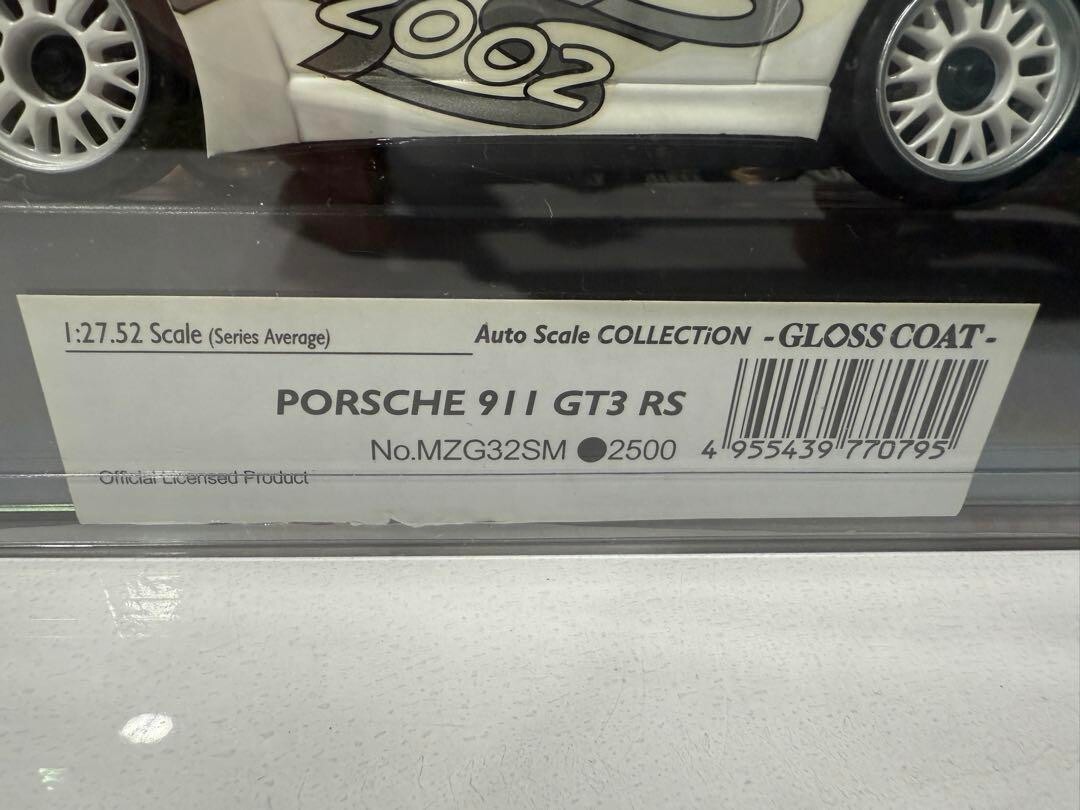 2002
1:27.52 Scale (Series Average)
Auto Scale COLLECTiON -GLOSS COAT-
PORSCHE 911 GT3 RS
No.MZG32SM ●2500
4 955439 770795
Official Licensed Product